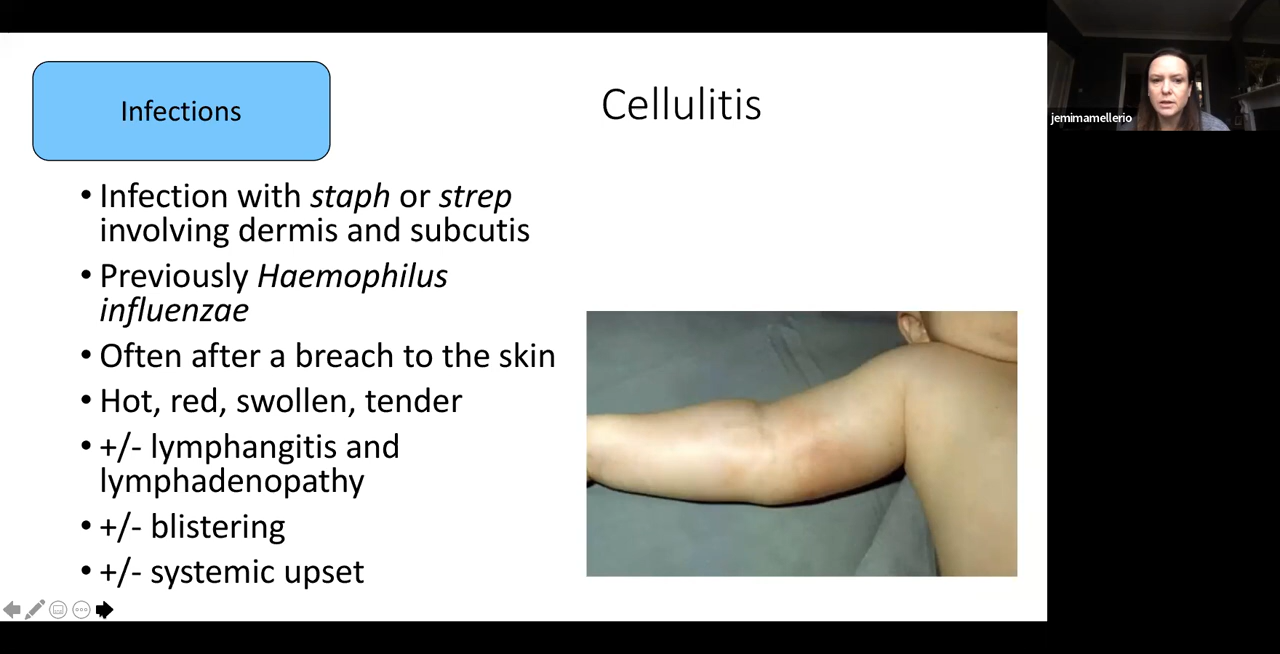 Infections
Cellulitis
jemimamellerio
• Infection with staph or strep
involving dermis and subcutis
• Previously Haemophilus
influenzae
• Often after a breach to the skin
• Hot, red, swollen, tender
• +/- lymphangitis and
lymphadenopathy
• +/- blistering
• +/- systemic upset